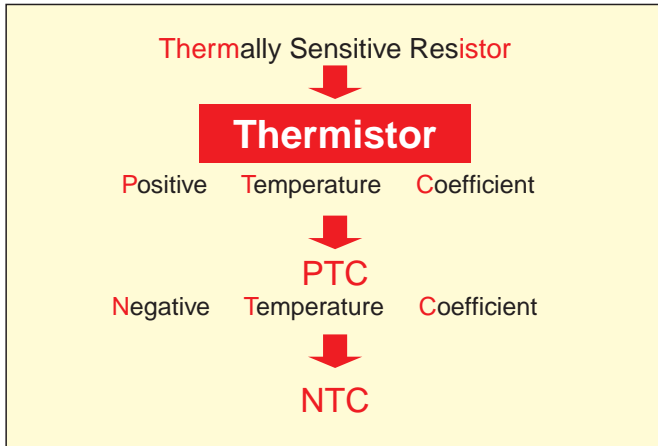 Thermally Sensitive Resistor
Thermistor
Positive Temperature Coefficient
PTC
Negative Temperature Coefficient
NTC